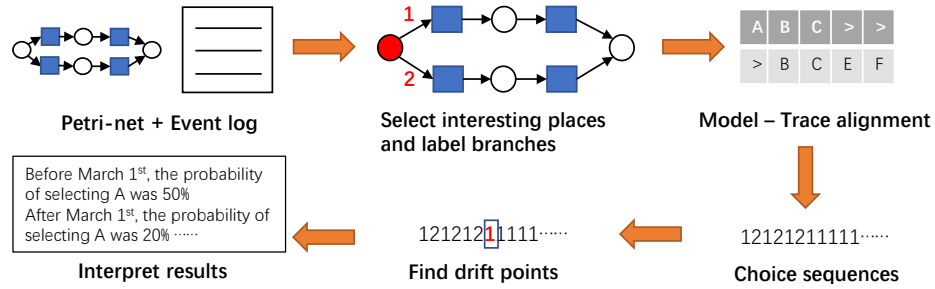 1
2
A B C > >
> B C E F
Petri-net + Event log
Select interesting places
and label branches
Model – Trace alignment
Before March 1st, the probability
of selecting A was 50%
After March 1st, the probability of
selecting A was 20% ······
Interpret results
12121211111······
Find drift points
12121211111······
Choice sequences